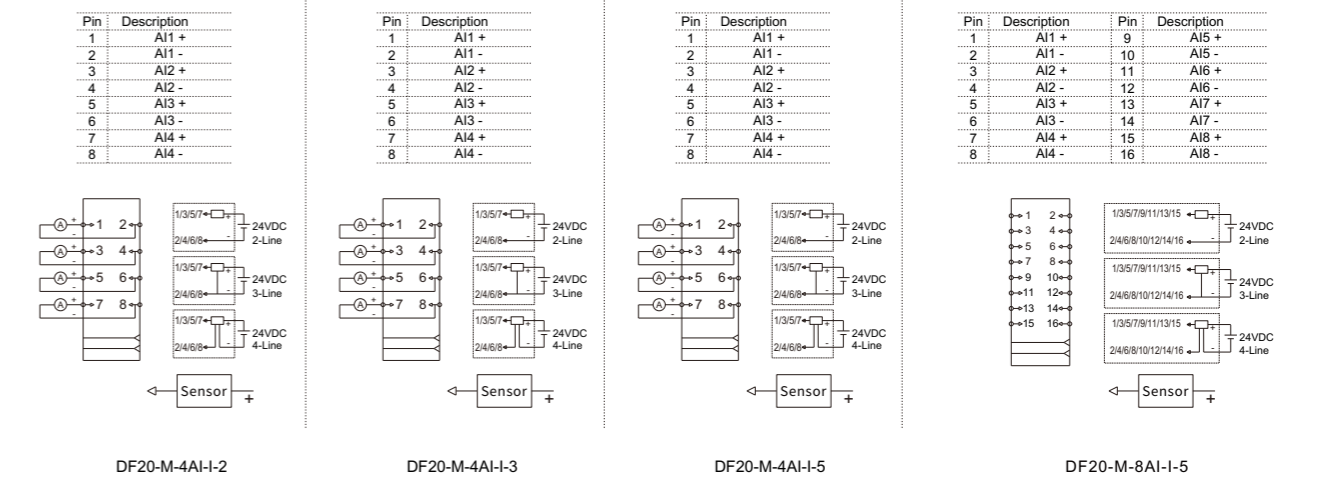 Pin Description
1 AI1 +
2 AI1 -
3 AI2 +
4 AI2 -
5 AI3 +
6 AI3 -
7 AI4 +
8 AI4 -
+ A 1 2
-
+ A 3 4
-
+ A 5 6
-
+ A 7 8
-
1/3/5/7 +
24VDC
2/4/6/8 - 2-Line
1/3/5/7 +
24VDC
2/4/6/8 - 3-Line
1/3/5/7 +
24VDC
2/4/6/8 - 4-Line
Sensor +
DF20-M-4AI-I-2
Pin Description
1 AI1 +
2 AI1 -
3 AI2 +
4 AI2 -
5 AI3 +
6 AI3 -
7 AI4 +
8 AI4 -
+ A 1 2
-
+ A 3 4
-
+ A 5 6
-
+ A 7 8
-
1/3/5/7 +
24VDC
2/4/6/8 - 2-Line
1/3/5/7 +
24VDC
2/4/6/8 - 3-Line
1/3/5/7 +
24VDC
2/4/6/8 - 4-Line
Sensor +
DF20-M-4AI-I-3
Pin Description
1 AI1 +
2 AI1 -
3 AI2 +
4 AI2 -
5 AI3 +
6 AI3 -
7 AI4 +
8 AI4 -
+ A 1 2
-
+ A 3 4
-
+ A 5 6
-
+ A 7 8
-
1/3/5/7 +
24VDC
2/4/6/8 - 2-Line
1/3/5/7 +
24VDC
2/4/6/8 - 3-Line
1/3/5/7 +
24VDC
2/4/6/8 - 4-Line
Sensor +
DF20-M-4AI-I-5
Pin Description Pin Description
1 AI1 + 9 AI5 +
2 AI1 - 10 AI5 -
3 AI2 + 11 AI6 +
4 AI2 - 12 AI6 -
5 AI3 + 13 AI7 +
6 AI3 - 14 AI7 -
7 AI4 + 15 AI8 +
8 AI4 - 16 AI8 -
1 2
3 4
5 6
7 8
9 10
11 12
13 14
15 16
1/3/5/7/9/11/13/15 +
24VDC
2/4/6/8/10/12/14/16 - 2-Line
1/3/5/7/9/11/13/15 +
24VDC
2/4/6/8/10/12/14/16 - 3-Line
1/3/5/7/9/11/13/15 +
24VDC
2/4/6/8/10/12/14/16 - 4-Line
Sensor +
DF20-M-8AI-I-5